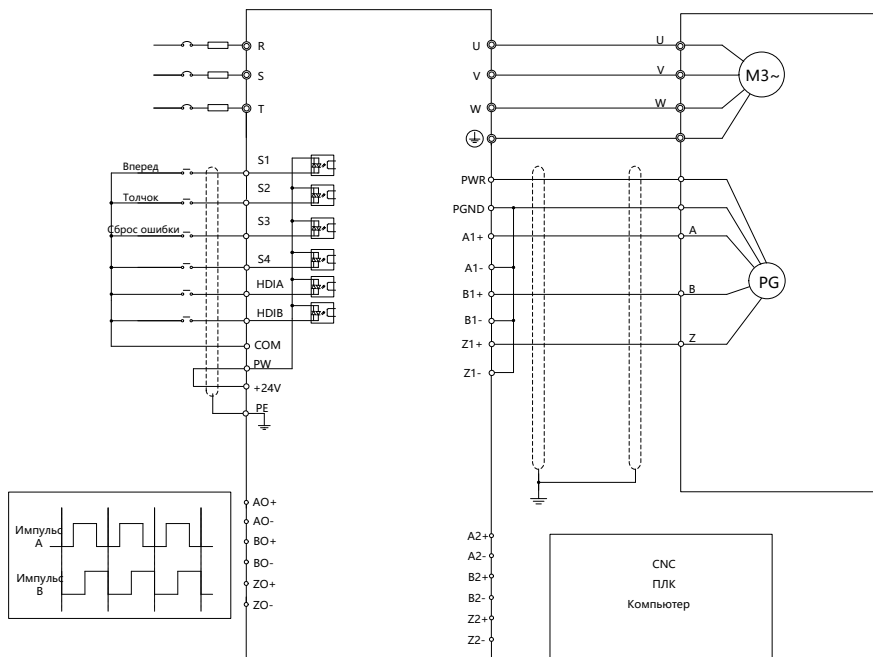 R
S
T
U
V
W
U
V
W
M3~
Вперед
Толчок
Сброс ошибки
S1
S2
S3
S4
HDIA
HDIB
COM
PW
+24V
PE
PWR
PGND
A1+
A1-
B1+
B1-
Z1+
Z1-
A
B
Z
PG
Импульс
A
Импульс
B
AO+
AO-
BO+
BO-
ZO+
ZO-
A2+
A2-
B2+
B2-
Z2+
Z2-
CNC
ПЛК
Компьютер